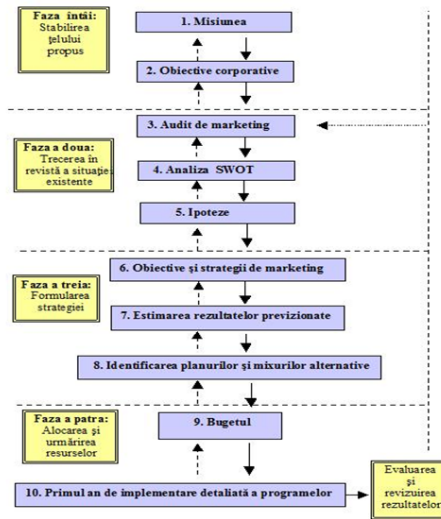 Faza întâi:
Stabilirea
țelului
propus
1. Misiunea
2. Obiective corporative
Faza a doua:
Trecerea în
revistă a situației
existente
3. Audit de marketing
4. Analiza SWOT
5. Ipoteze
Faza a treia:
Formularea
strategiei
6. Obiective și strategii de marketing
7. Estimarea rezultatelor previzionate
8. Identificarea planurilor și mixurilor alternative
Faza a patra:
Alocarea și
urmărirea
resurselor
9. Bugetul
10. Primul an de implementare detaliată a programelor
Evaluarea
și
revizuirea
rezultatelor